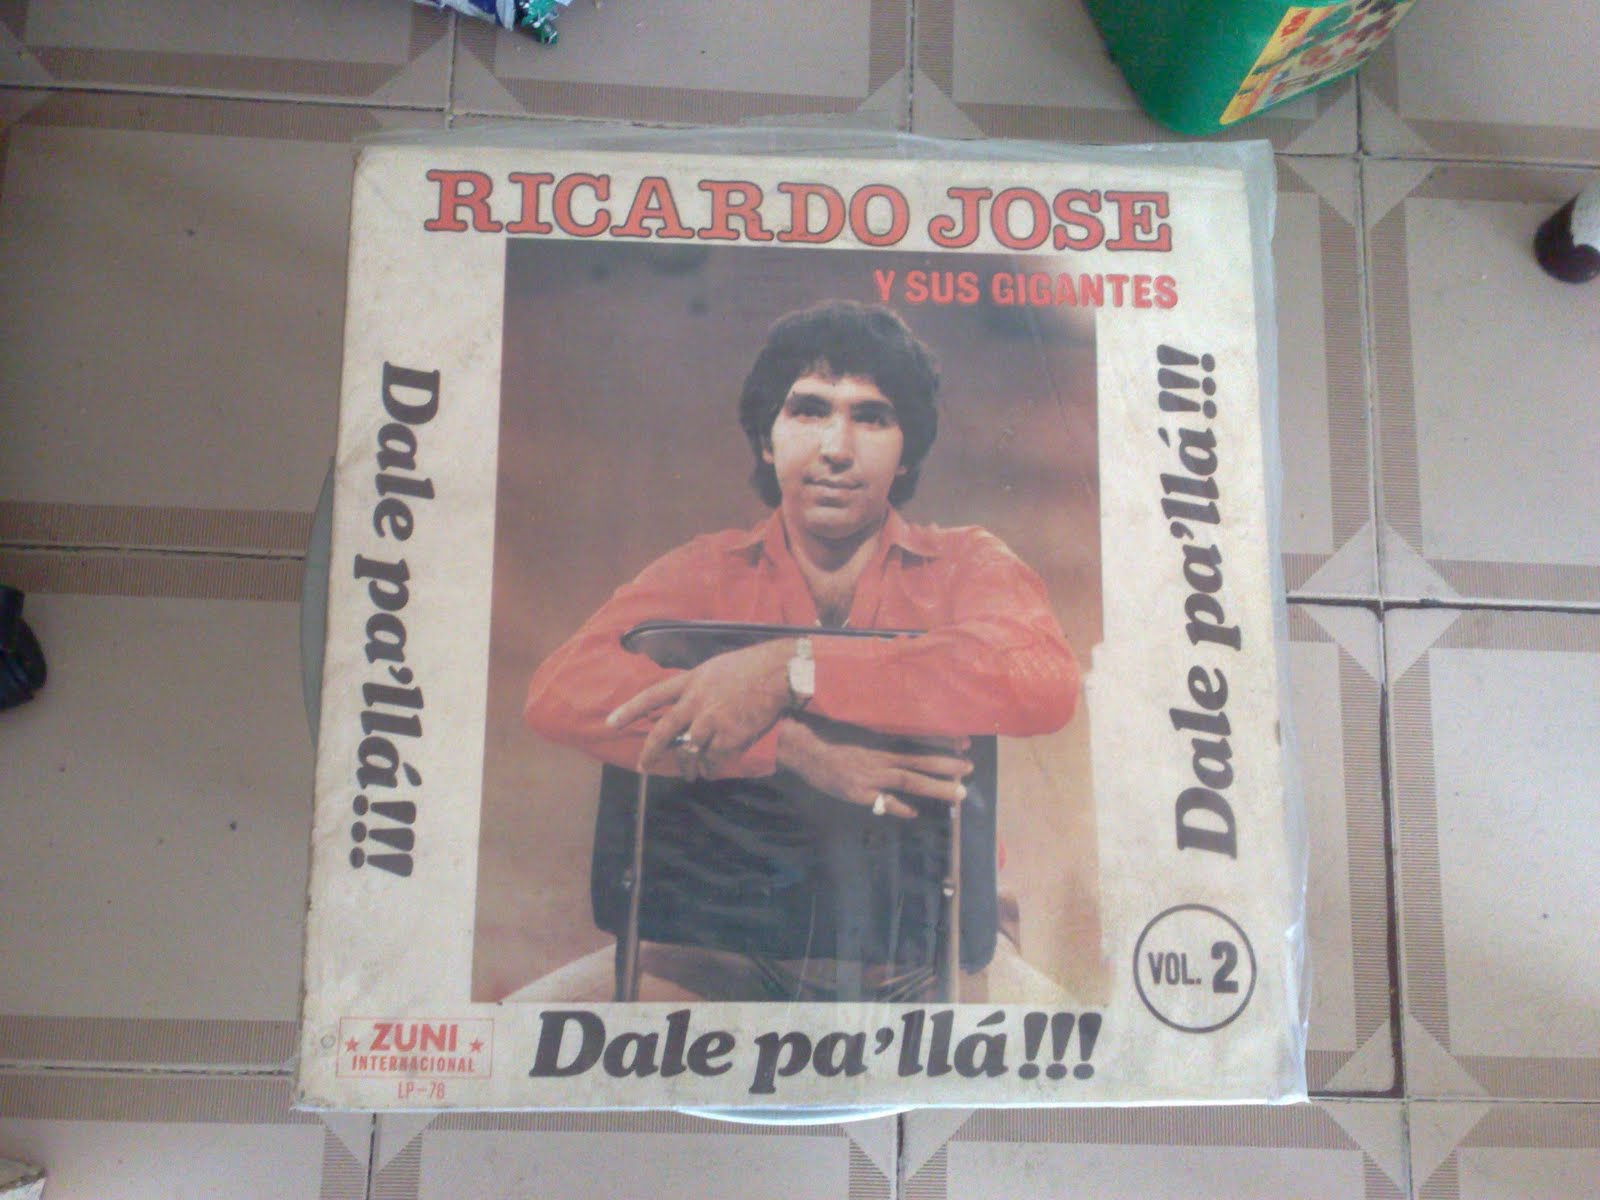 RICARDO JOSE
Y SUS GIGANTES
Dale pa'llá!!!
Dale pa'llá!!!
VOL. 2
Dale pa'llá!!!
ZUNI
INTERNACIONAL
LP-78